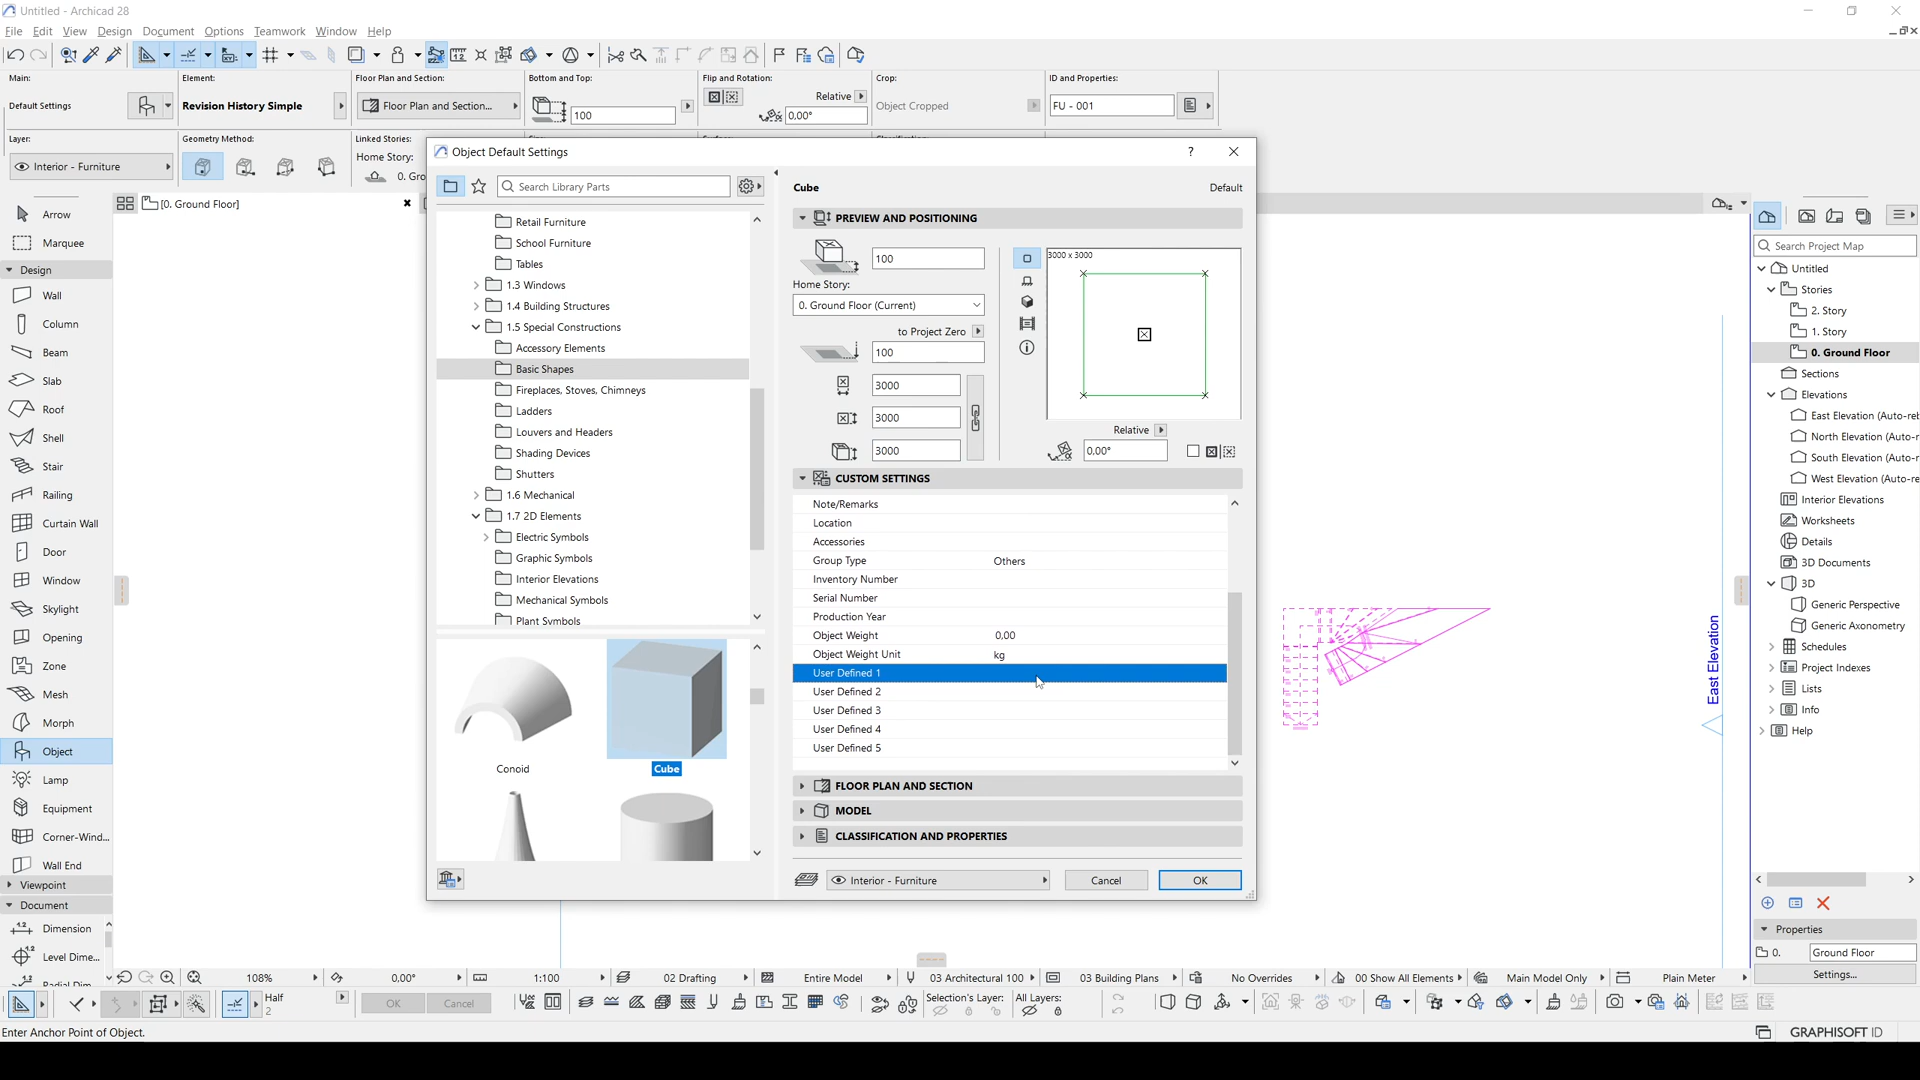 Untitled - Archicad 28
File Edit View Design Document Options Teamwork Window Help
Main:
Default Settings
Element:
Revision History Simple
Floor Plan and Section:
Floor Plan and Section...
Bottom and Top:
100
Flip and Rotation:
Relative
0,00°
Crop:
Object Cropped
ID and Properties:
FU - 001
Layer:
Interior - Furniture
Geometry Method:
Linked Stories:
Home Story:
0. Gro
[0. Ground Floor]
Arrow
Marquee
Design
Wall
Column
Beam
Slab
Roof
Shell
Stair
Railing
Curtain Wall
Door
Window
Skylight
Opening
Zone
Mesh
Morph
Object
Lamp
Equipment
Corner-Wind...
Wall End
Viewpoint
Document
Dimension
Level Dime...
Object Default Settings
?
Search Library Parts
Retail Furniture
School Furniture
Tables
1.3 Windows
1.4 Building Structures
1.5 Special Constructions
Accessory Elements
Basic Shapes
Fireplaces, Stoves, Chimneys
Ladders
Louvers and Headers
Shading Devices
Shutters
1.6 Mechanical
1.7 2D Elements
Electric Symbols
Graphic Symbols
Interior Elevations
Mechanical Symbols
Plant Symbols
Conoid
Cube
Cube
Default
PREVIEW AND POSITIONING
100
Home Story:
0. Ground Floor (Current)
to Project Zero
100
3000
3000
3000
3000 x 3000
Relative
0,00°
CUSTOM SETTINGS
Note/Remarks
Location
Accessories
Group Type Others
Inventory Number
Serial Number
Production Year
Object Weight 0,00
Object Weight Unit kg
User Defined 1
User Defined 2
User Defined 3
User Defined 4
User Defined 5
FLOOR PLAN AND SECTION
MODEL
CLASSIFICATION AND PROPERTIES
Interior - Furniture
Cancel
OK
East Elevation
Search Project Map
Untitled
Stories
2. Story
1. Story
0. Ground Floor
Sections
Elevations
East Elevation (Auto-reb
North Elevation (Auto-r
South Elevation (Auto-r
West Elevation (Auto-re
Interior Elevations
Worksheets
Details
3D Documents
3D
Generic Perspective
Generic Axonometry
Schedules
Project Indexes
Lists
Info
Help
Properties
0. Ground Floor
Settings...
108% 0,00° 1:100 02 Drafting Entire Model 03 Architectural 100 03 Building Plans No Overrides 00 Show All Elements Main Model Only Plain Meter
Half
2
OK
Cancel
Selection's Layer:
All Layers:
Enter Anchor Point of Object.
GRAPHISOFT ID